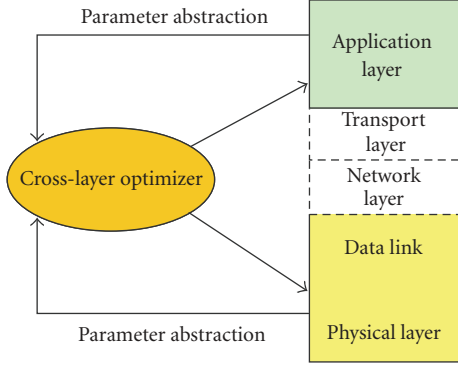 Parameter abstraction
Application
layer
Transport
layer
Cross-layer optimizer
Network
layer
Data link
Parameter abstraction
Physical layer